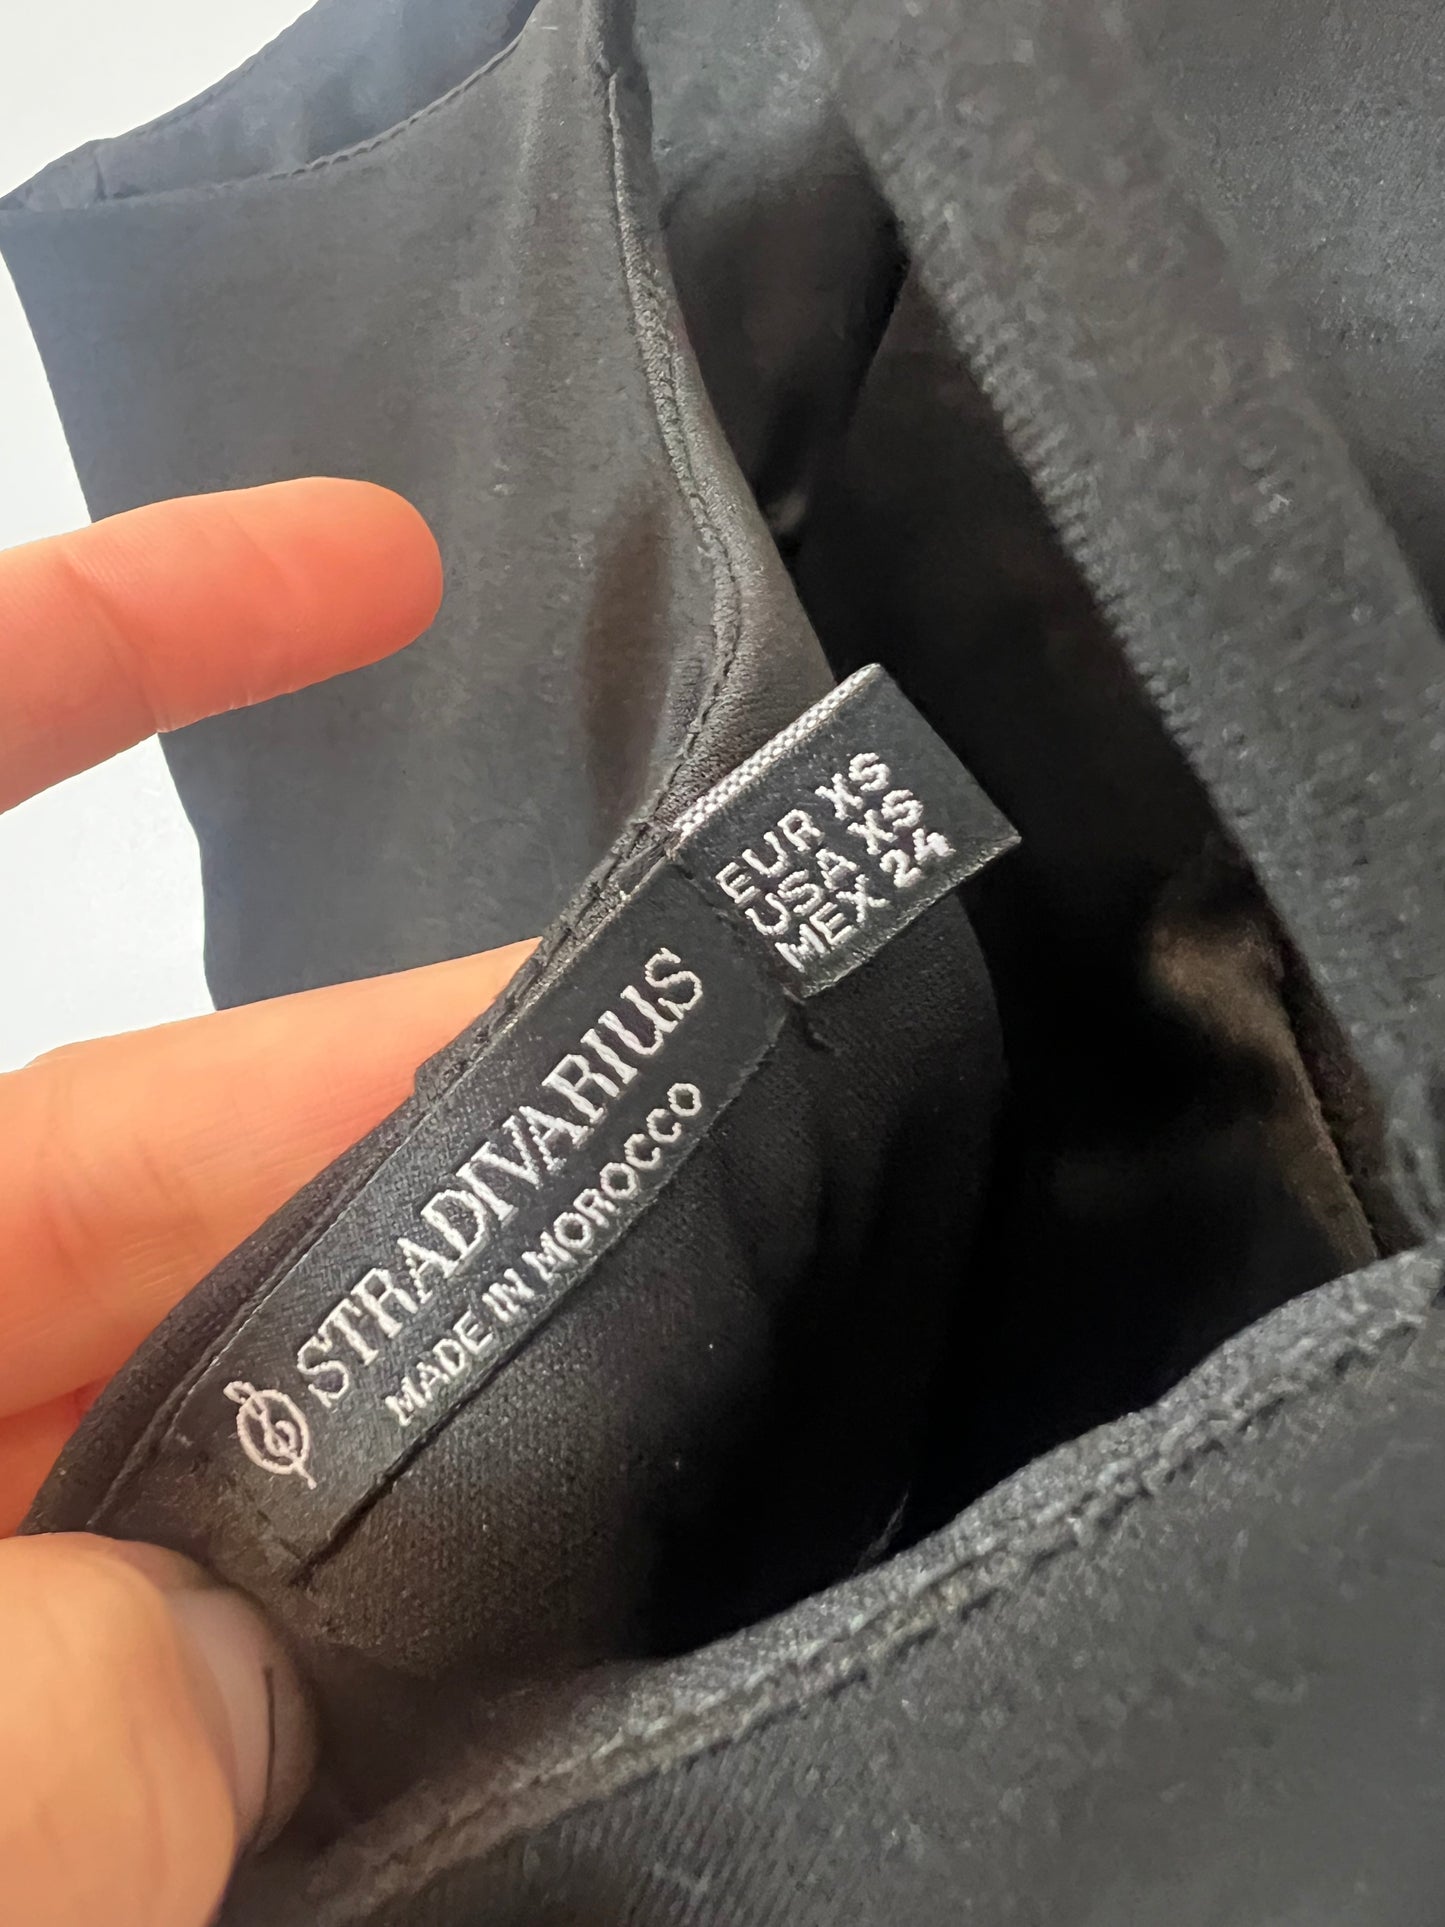 EUR XS
USA XS
MEX 24
STRADIVARIUS
MADE IN MOROCCO